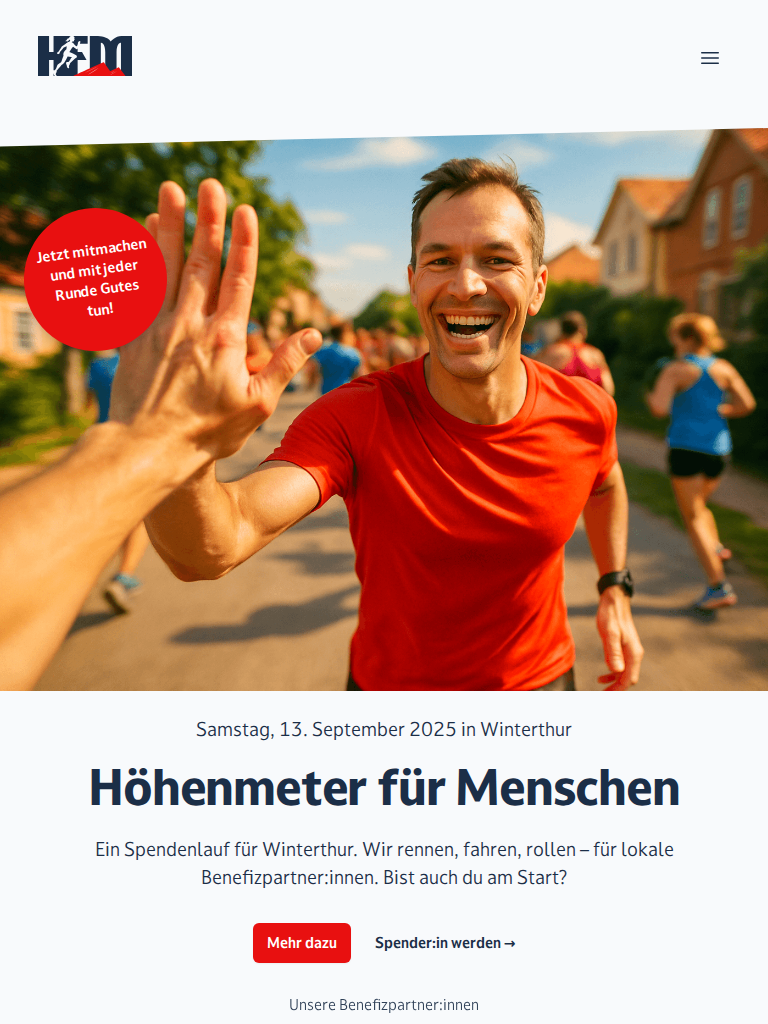 HFM
Jetzt mitmachen
und mit jeder
Runde Gutes
tun!
Samstag, 13. September 2025 in Winterthur
Höhenmeter für Menschen
Ein Spendenlauf für Winterthur. Wir rennen, fahren, rollen – für lokale
Benefizpartner:innen. Bist auch du am Start?
Mehr dazu
Spender:in werden →
Unsere Benefizpartner:innen